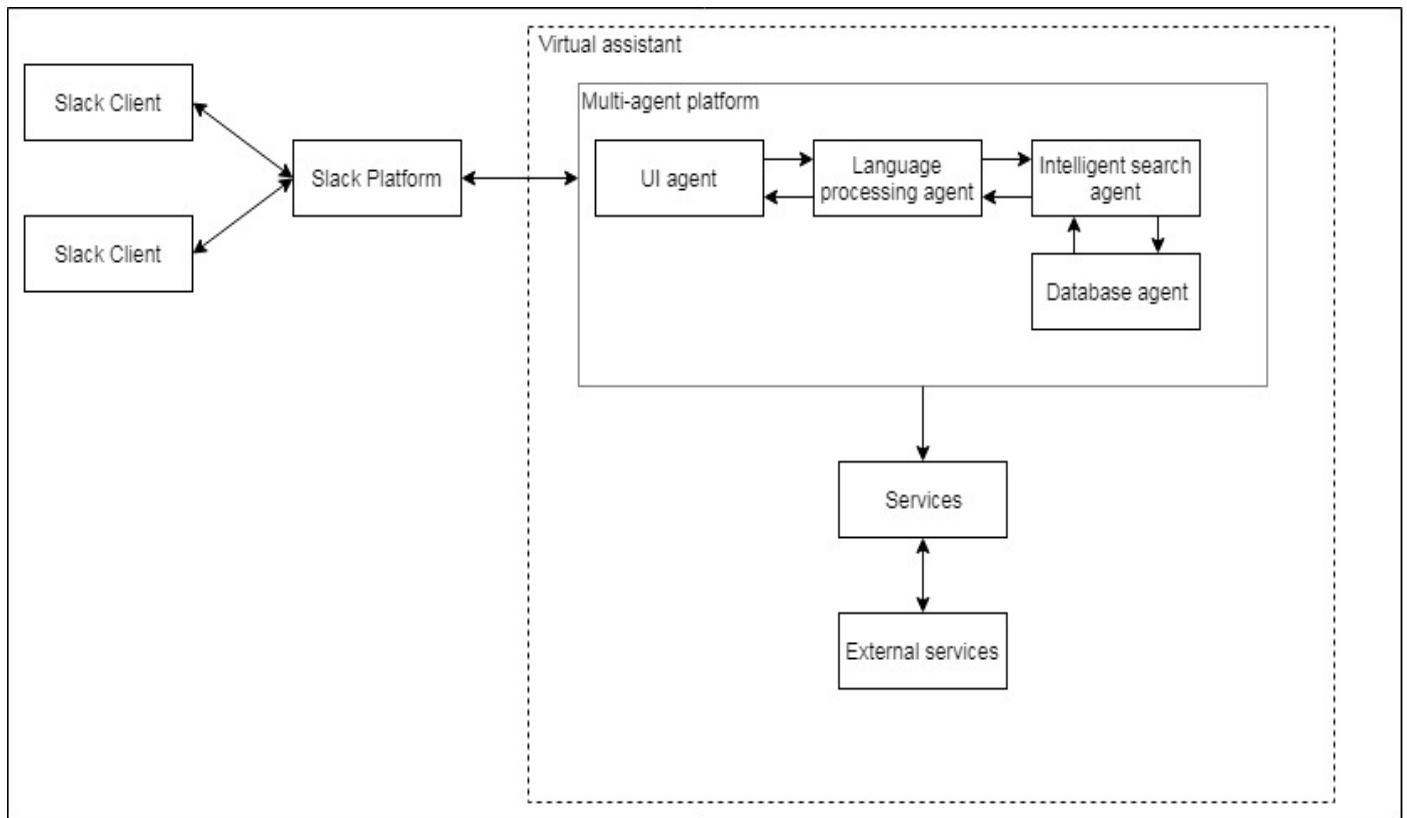 Virtual assistant
Multi-agent platform
Slack Client
Slack Client
Slack Platform
UI agent
Language
processing agent
Intelligent search
agent
Database agent
Services
External services